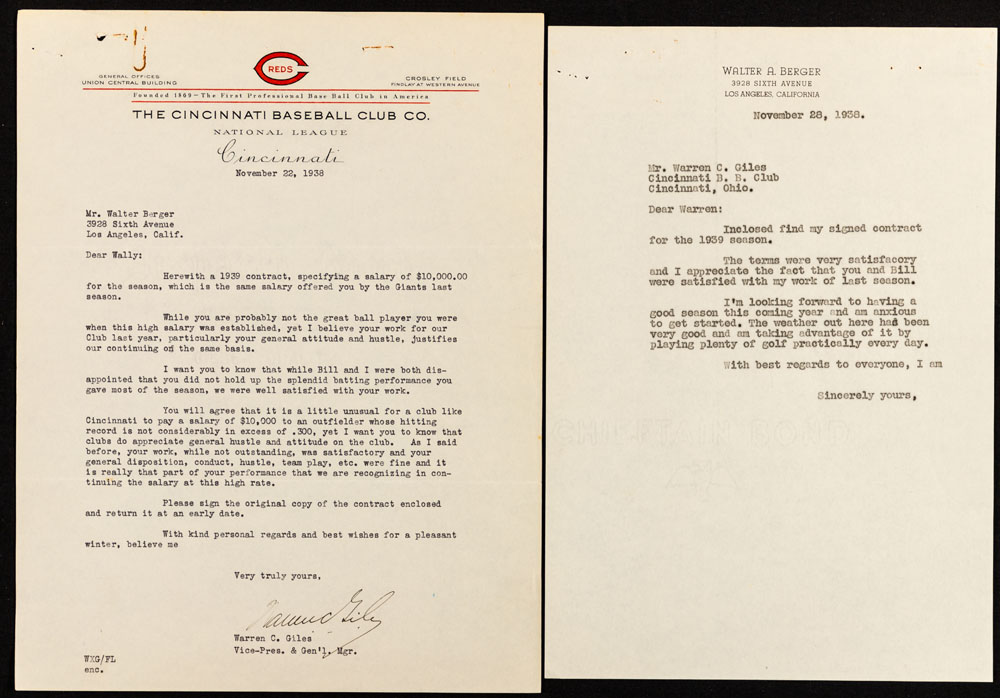 GENERAL OFFICES
UNION CENTRAL BUILDING
REDS
CROSLEY FIELD
FINDLAY AT WESTERN AVENUE
Founded 1869—The First Professional Base Ball Club in America
THE CINCINNATI BASEBALL CLUB CO.
NATIONAL LEAGUE
Cincinnati
November 22, 1938
Mr. Walter Berger
3928 Sixth Avenue
Los Angeles, Calif.
Dear Wally:
Herewith a 1939 contract, specifying a salary of $10,000.00
for the season, which is the same salary offered you by the Giants last
season.
While you are probably not the great ball player you were
when this high salary was established, yet I believe your work for our
Club last year, particularly your general attitude and hustle, justifies
our continuing on the same basis.
I want you to know that while Bill and I were both dis-
appointed that you did not hold up the splendid batting performance you
gave most of the season, we were well satisfied with your work.
You will agree that it is a little unusual for a club like
Cincinnati to pay a salary of $10,000 to an outfielder whose hitting
record is not considerably in excess of .300, yet I want you to know that
clubs do appreciate general hustle and attitude on the club. As I said
before, your work, while not outstanding, was satisfactory and your
general disposition, conduct, hustle, team play, etc. were fine and it
is really that part of your performance that we are recognizing in con-
tinuing the salary at this high rate.
Please sign the original copy of the contract enclosed
and return it at an early date.
With kind personal regards and best wishes for a pleasant
winter, believe me
Very truly yours,
Warren C Giles
Warren C. Giles
Vice-Pres. & Gen'l. Mgr.
WXG/FL
enc.
WALTER A. BERGER
3928 SIXTH AVENUE
LOS ANGELES, CALIFORNIA
November 28, 1938.
Mr. Warren C. Giles
Cincinnati B. B. Club
Cincinnati, Ohio.
Dear Warren:
Inclosed find my signed contract
for the 1939 season.
The terms were very satisfacory
and I appreciate the fact that you and Bill
were satisfied with my work of last season.
I'm looking forward to having a
good season this coming year and am anxious
to get started. The weather out here had been
very good and am taking advantage of it by
playing plenty of golf practically every day.
With best regards to everyone, I am
Sincerely yours,